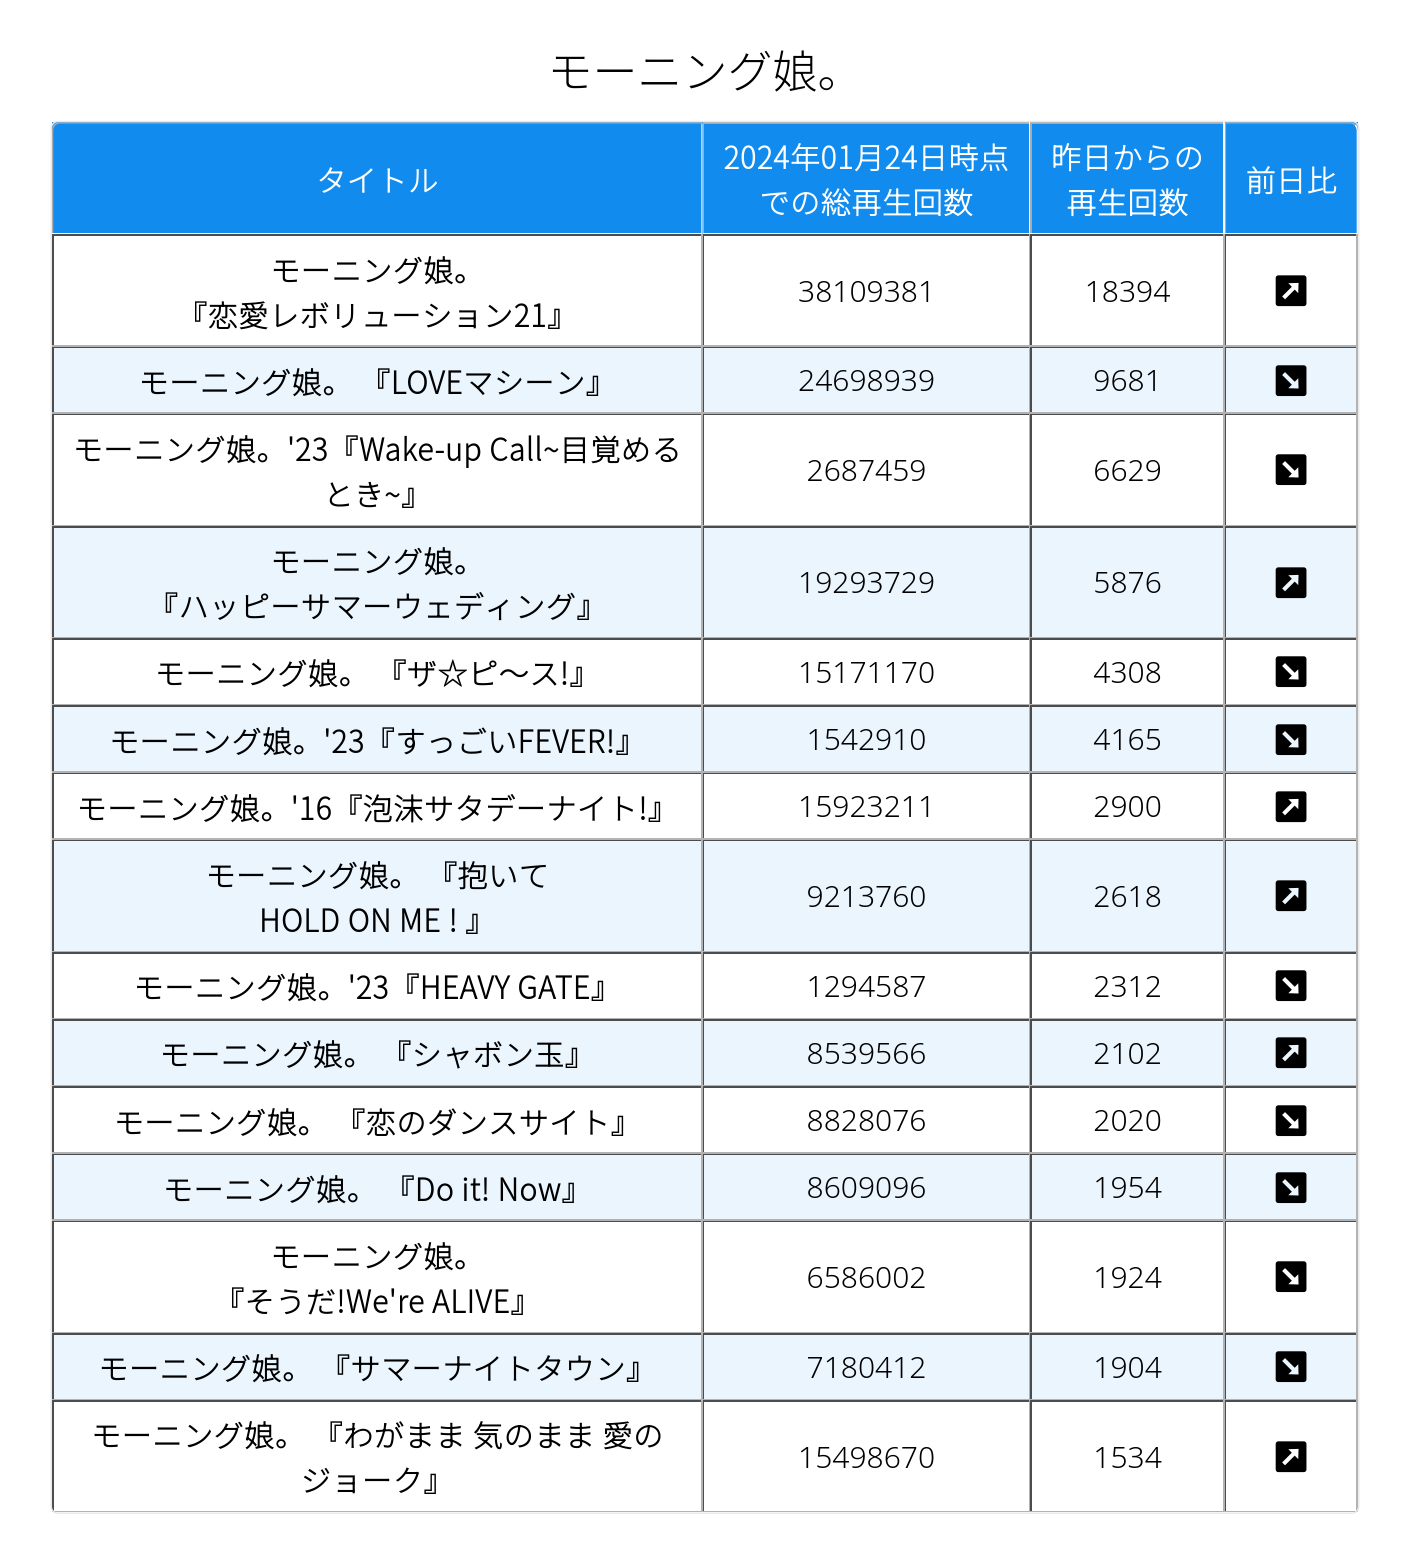 モーニング娘。
タイトル
2024年01月24日時点
での総再生回数
昨日からの
再生回数
前日比
モーニング娘。
『恋愛レボリューション21』
38109381
18394
モーニング娘。 『LOVEマシーン』
24698939
9681
モーニング娘。'23『Wake-up Call~目覚める
とき~』
2687459
6629
モーニング娘。
『ハッピーサマーウェディング』
19293729
5876
モーニング娘。 『ザ☆ピ〜ス!』
15171170
4308
モーニング娘。'23『すっごいFEVER!』
1542910
4165
モーニング娘。'16『泡沫サタデーナイト!』
15923211
2900
モーニング娘。 『抱いて
HOLD ON ME ! 』
9213760
2618
モーニング娘。'23『HEAVY GATE』
1294587
2312
モーニング娘。 『シャボン玉』
8539566
2102
モーニング娘。 『恋のダンスサイト』
8828076
2020
モーニング娘。 『Do it! Now』
8609096
1954
モーニング娘。
『そうだ!We're ALIVE』
6586002
1924
モーニング娘。 『サマーナイトタウン』
7180412
1904
モーニング娘。 『わがまま 気のまま 愛の
ジョーク』
15498670
1534